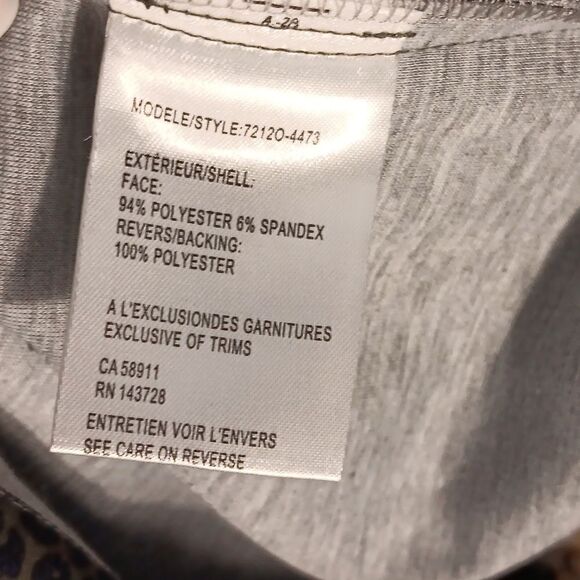 A-29
MODELE/STYLE:72120-4473
EXTÉRIEUR/SHELL:
FACE:
94% POLYESTER 6% SPANDEX
REVERS/BACKING:
100% POLYESTER
A L'EXCLUSIONDES GARNITURES
EXCLUSIVE OF TRIMS
CA 58911
RN 143728
ENTRETIEN VOIR L'ENVERS
SEE CARE ON REVERSE